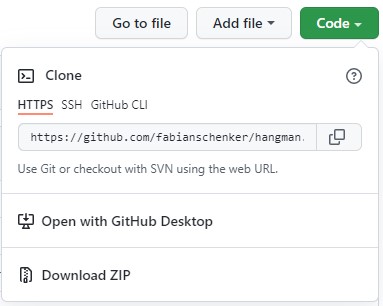 Go to file Add file Code
Clone
HTTPS SSH GitHub CLI
https://github.com/fabianschenker/hangman.
Use Git or checkout with SVN using the web URL.
Open with GitHub Desktop
Download ZIP